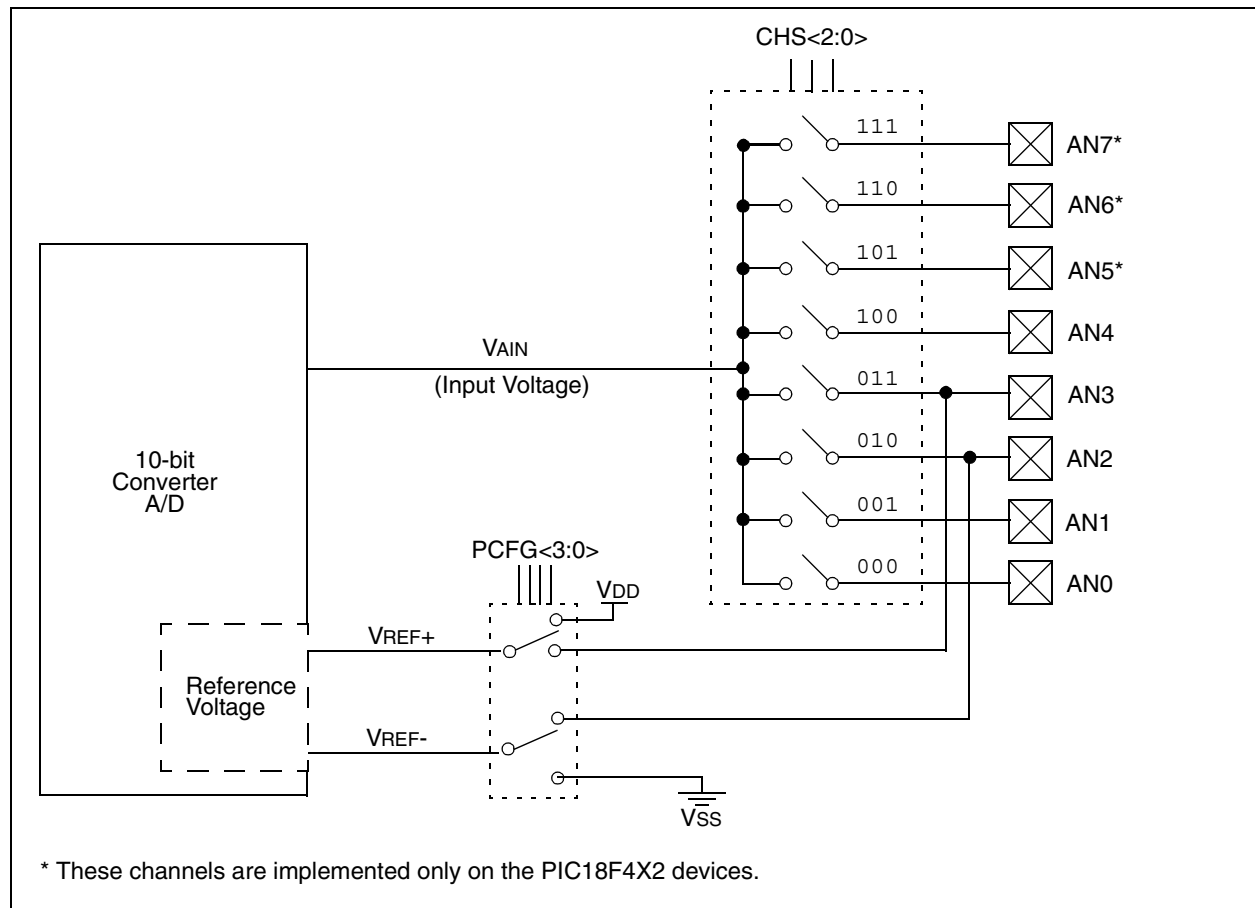 CHS<2:0>
111
AN7*
110
AN6*
101
AN5*
100
AN4
VAIN
(Input Voltage)
011
AN3
010
AN2
10-bit
Converter
A/D
001
AN1
PCFG<3:0>
000
AN0
VDD
VREF+
Reference
Voltage
VREF-
VSS
* These channels are implemented only on the PIC18F4X2 devices.